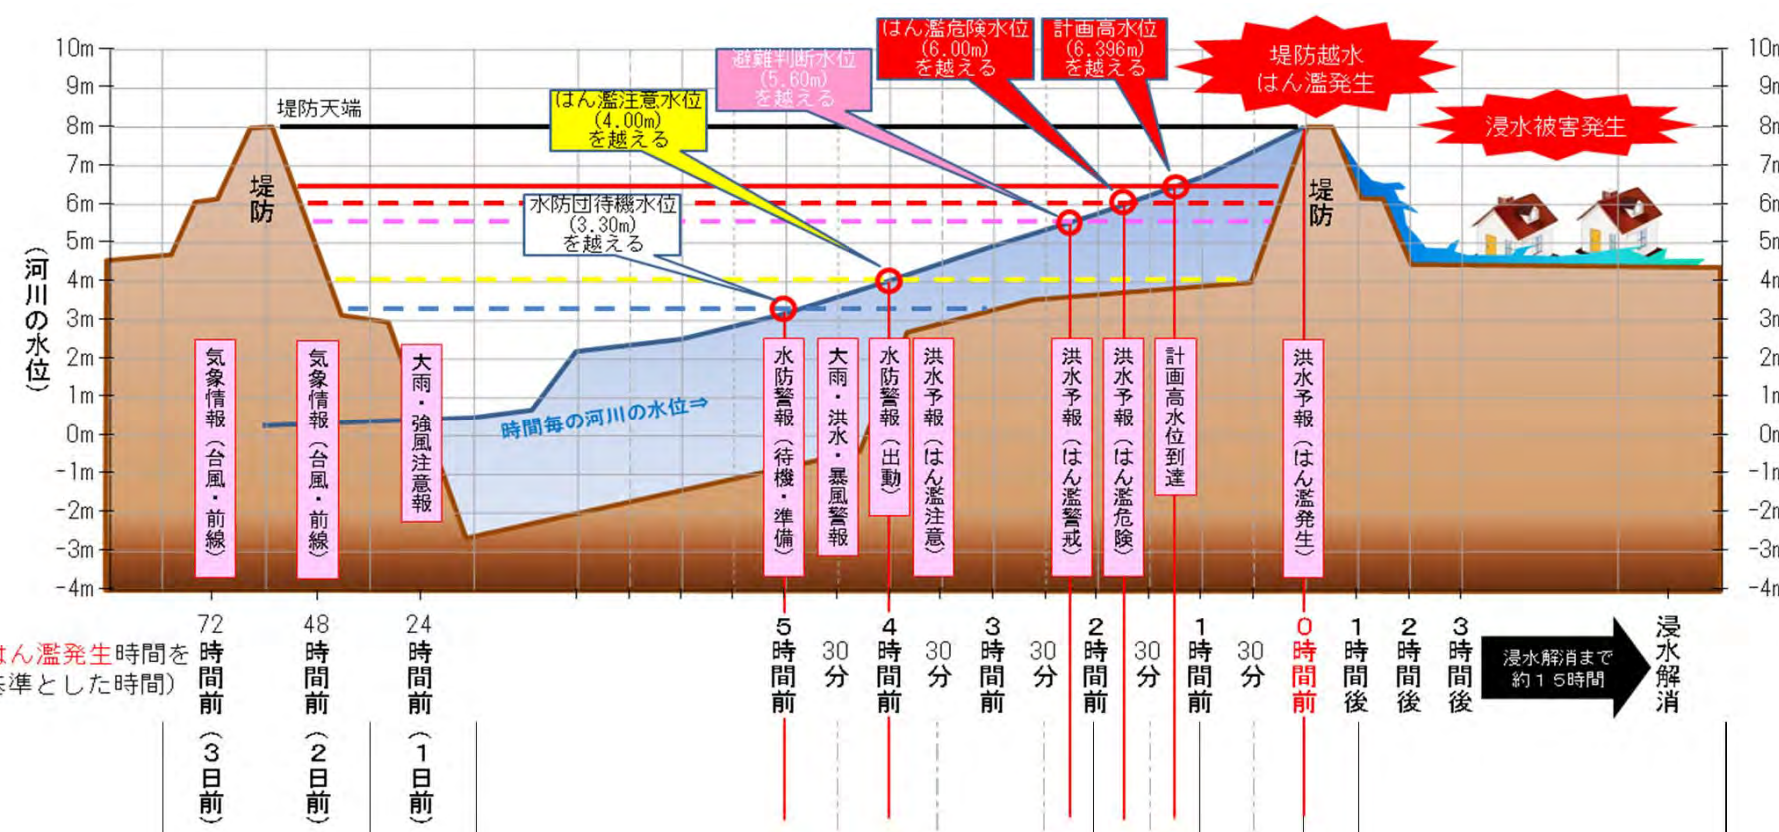 はん濫危険水位
(6.00m)
を越える
計画高水位
(6.396m)
を越える
堤防越水
はん濫発生
避難判断水位
(5.60m)
を越える
はん濫注意水位
(4.00m)
を越える
浸水被害発生
堤防天端
水防団待機水位
(3.30m)
を越える
堤防
堤防
(河川の水位)
10m
9m
8m
7m
6m
5m
4m
3m
2m
1m
0m
-1m
-2m
-3m
-4m
10m
9m
8m
7m
6m
5m
4m
3m
2m
1m
0m
-1m
-2m
-3m
-4m
時間毎の河川の水位⇒
気象情報(台風・前線)
気象情報(台風・前線)
大雨・強風注意報
水防警報(待機・準備)
大雨・洪水・暴風警報
水防警報(出動)
洪水予報(はん濫注意)
洪水予報(はん濫警戒)
洪水予報(はん濫危険)
計画高水位到達
洪水予報(はん濫発生)
はん濫発生時間を
基準とした時間)
72時間前(3日前)
48時間前(2日前)
24時間前(1日前)
5時間前
30分
4時間前
30分
3時間前
30分
2時間前
30分
1時間前
30分
0時間前
1時間後
2時間後
3時間後
浸水解消まで
約15時間
浸水解消